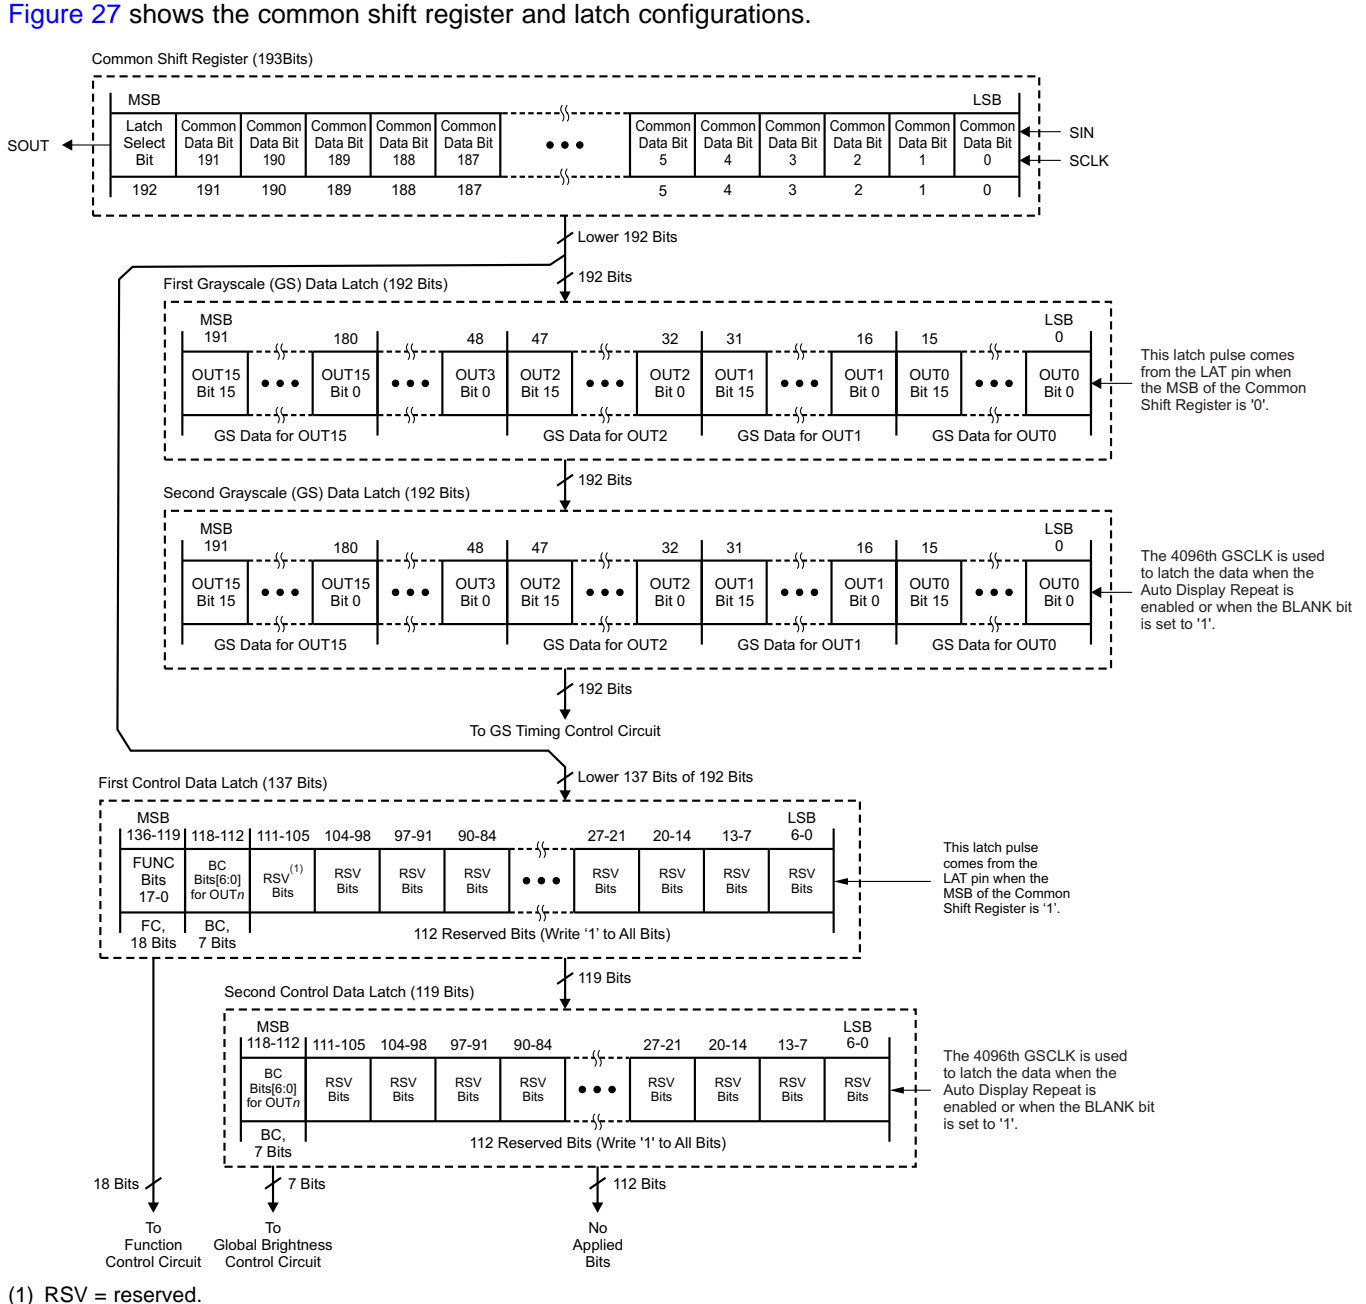 Figure 27 shows the common shift register and latch configurations.
Common Shift Register (193Bits)
MSB LSB
Latch Select Bit
Common Data Bit 191
Common Data Bit 190
Common Data Bit 189
Common Data Bit 188
Common Data Bit 187
Common Data Bit 5
Common Data Bit 4
Common Data Bit 3
Common Data Bit 2
Common Data Bit 1
Common Data Bit 0
SOUT
SIN
SCLK
192 191 190 189 188 187 5 4 3 2 1 0
Lower 192 Bits
192 Bits
First Grayscale (GS) Data Latch (192 Bits)
MSB LSB
191 180 48 47 32 31 16 15 0
OUT15 Bit 15
OUT15 Bit 0
OUT3 Bit 0
OUT2 Bit 15
OUT2 Bit 0
OUT1 Bit 15
OUT1 Bit 0
OUT0 Bit 15
OUT0 Bit 0
GS Data for OUT15 GS Data for OUT2 GS Data for OUT1 GS Data for OUT0
This latch pulse comes
from the LAT pin when
the MSB of the Common
Shift Register is '0'.
192 Bits
Second Grayscale (GS) Data Latch (192 Bits)
MSB LSB
191 180 48 47 32 31 16 15 0
OUT15 Bit 15
OUT15 Bit 0
OUT3 Bit 0
OUT2 Bit 15
OUT2 Bit 0
OUT1 Bit 15
OUT1 Bit 0
OUT0 Bit 15
OUT0 Bit 0
GS Data for OUT15 GS Data for OUT2 GS Data for OUT1 GS Data for OUT0
The 4096th GSCLK is used
to latch the data when the
Auto Display Repeat is
enabled or when the BLANK bit
is set to '1'.
192 Bits
To GS Timing Control Circuit
Lower 137 Bits of 192 Bits
First Control Data Latch (137 Bits)
MSB LSB
136-119 118-112 111-105 104-98 97-91 90-84 27-21 20-14 13-7 6-0
FUNC Bits 17-0
BC Bits[6:0] for OUTn
RSV(1) Bits
RSV Bits
RSV Bits
RSV Bits
RSV Bits
RSV Bits
RSV Bits
RSV Bits
FC, 18 Bits
BC, 7 Bits
112 Reserved Bits (Write ‘1’ to All Bits)
This latch pulse
comes from the
LAT pin when the
MSB of the Common
Shift Register is ‘1’.
119 Bits
Second Control Data Latch (119 Bits)
MSB LSB
118-112 111-105 104-98 97-91 90-84 27-21 20-14 13-7 6-0
BC Bits[6:0] for OUTn
RSV Bits
RSV Bits
RSV Bits
RSV Bits
RSV Bits
RSV Bits
RSV Bits
RSV Bits
BC, 7 Bits
112 Reserved Bits (Write '1' to All Bits)
The 4096th GSCLK is used
to latch the data when the
Auto Display Repeat is
enabled or when the BLANK bit
is set to '1'.
18 Bits 7 Bits 112 Bits
To Function Control Circuit
To Global Brightness Control Circuit
No Applied Bits
(1) RSV = reserved.